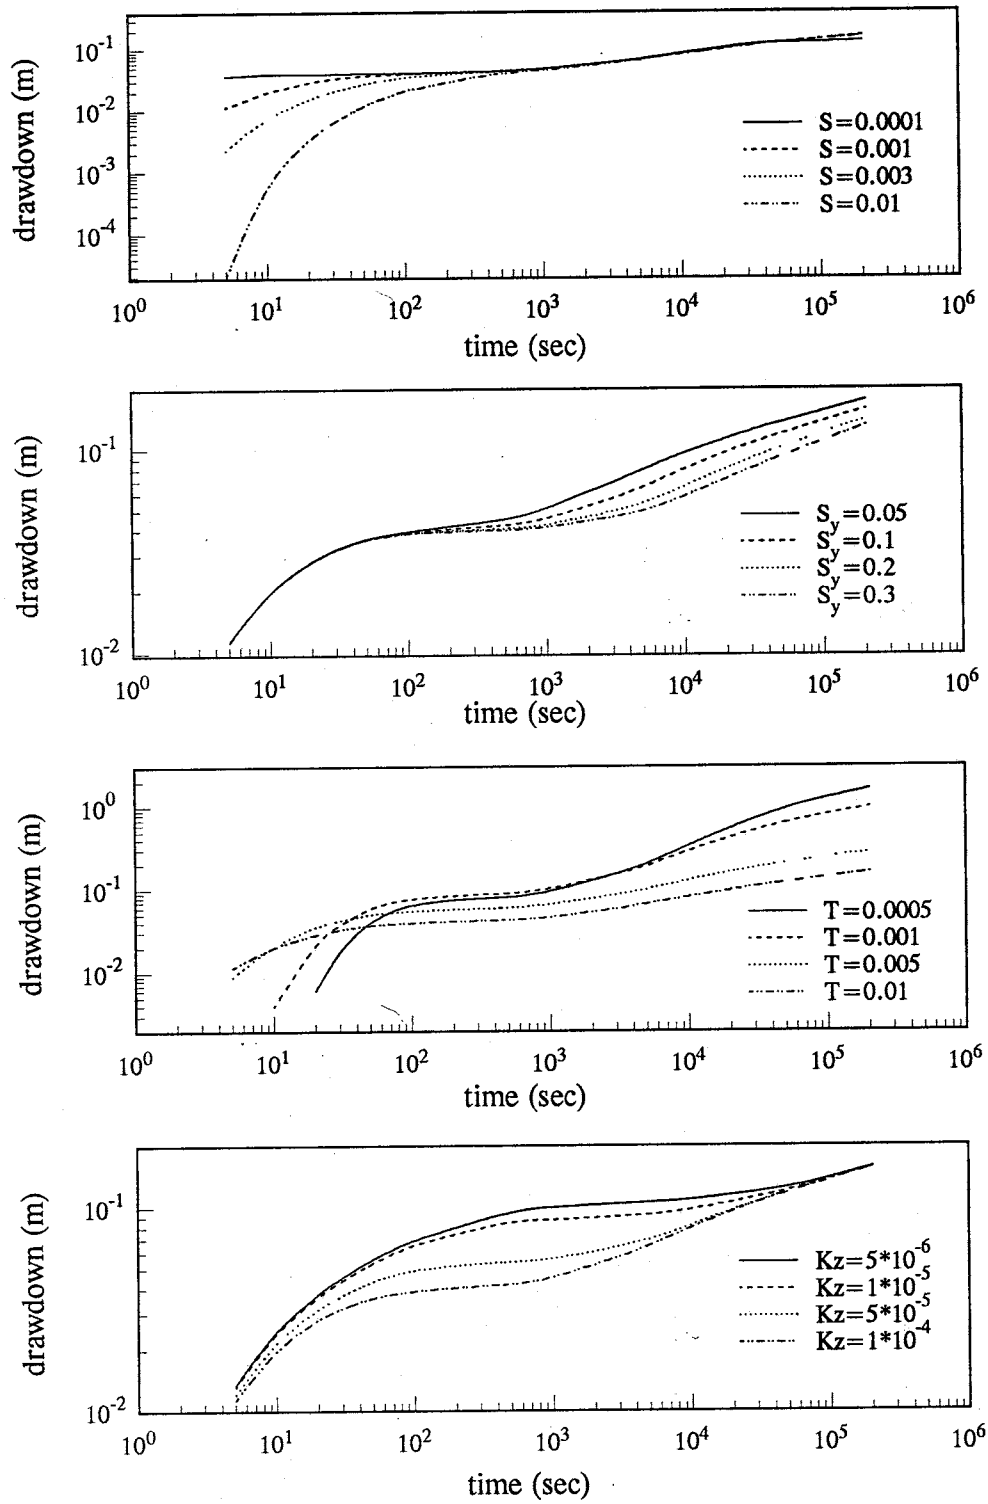 drawdown (m)
10⁻¹
10⁻²
10⁻³
10⁻⁴
S=0.0001
S=0.001
S=0.003
S=0.01
10⁰ 10¹ 10² 10³ 10⁴ 10⁵ 10⁶
time (sec)
drawdown (m)
10⁻¹
10⁻²
S_y=0.05
S_y=0.1
S_y=0.2
S_y=0.3
10⁰ 10¹ 10² 10³ 10⁴ 10⁵ 10⁶
time (sec)
drawdown (m)
10⁰
10⁻¹
10⁻²
T=0.0005
T=0.001
T=0.005
T=0.01
10⁰ 10¹ 10² 10³ 10⁴ 10⁵ 10⁶
time (sec)
drawdown (m)
10⁻¹
10⁻²
Kz=5*10⁻⁶
Kz=1*10⁻⁵
Kz=5*10⁻⁵
Kz=1*10⁻⁴
10⁰ 10¹ 10² 10³ 10⁴ 10⁵ 10⁶
time (sec)